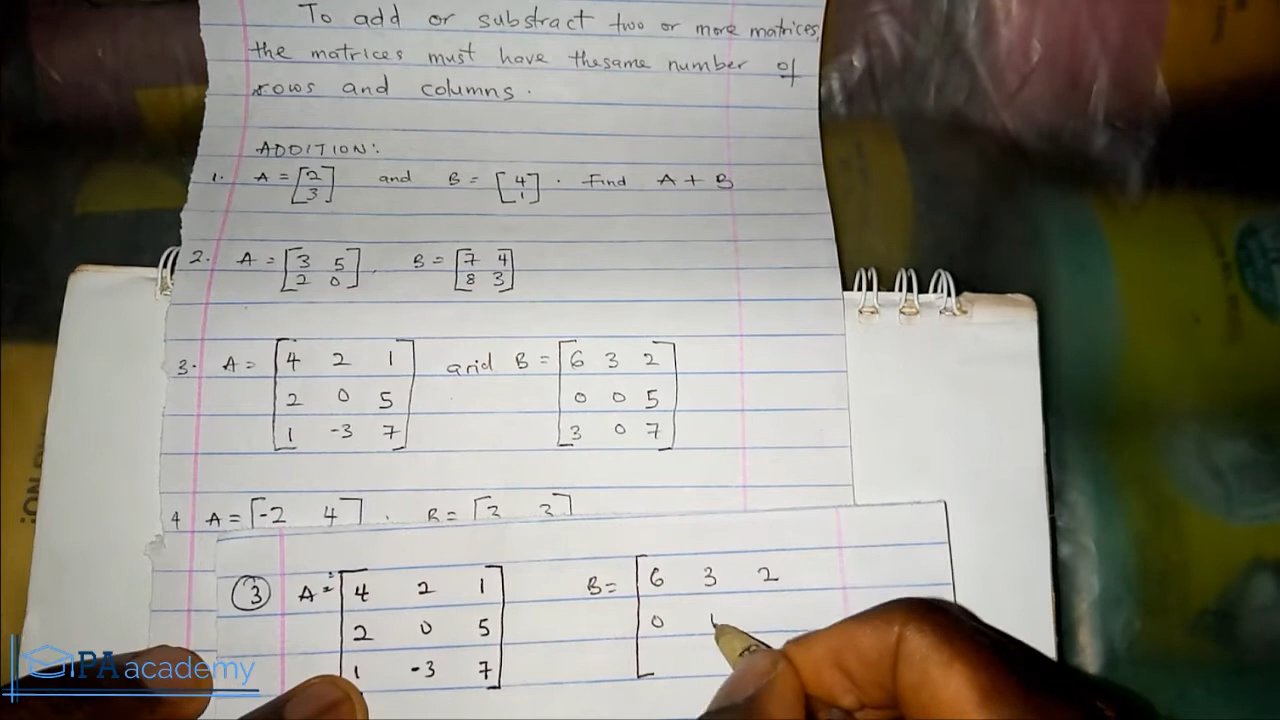 To add or substract two or more matrices,
the matrices must have thesame number of
rows and columns.
ADDITION:
1. A = [2 and B = [4 . Find A + B
3] 1]
2. A = [3 5 , B = [7 4
2 0] 8 3]
3. A = [4 2 1 and B = [6 3 2
2 0 5 0 0 5
1 -3 7] 3 0 7]
4 A = [-2 4] . B =
3 A = [4 2 1 B = [6 3 2
2 0 5 0
1 -3 7]
PA academy